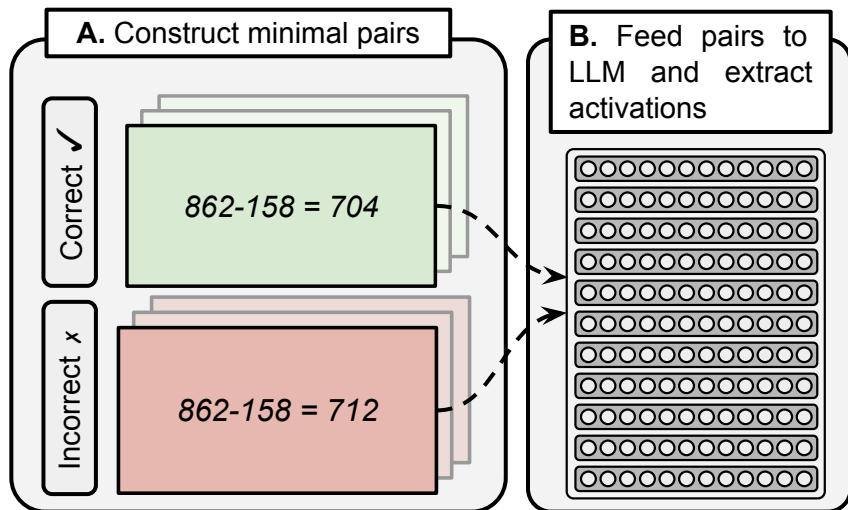 A. Construct minimal pairs
Correct ✓
862-158 = 704
Incorrect ✗
862-158 = 712
B. Feed pairs to
LLM and extract
activations